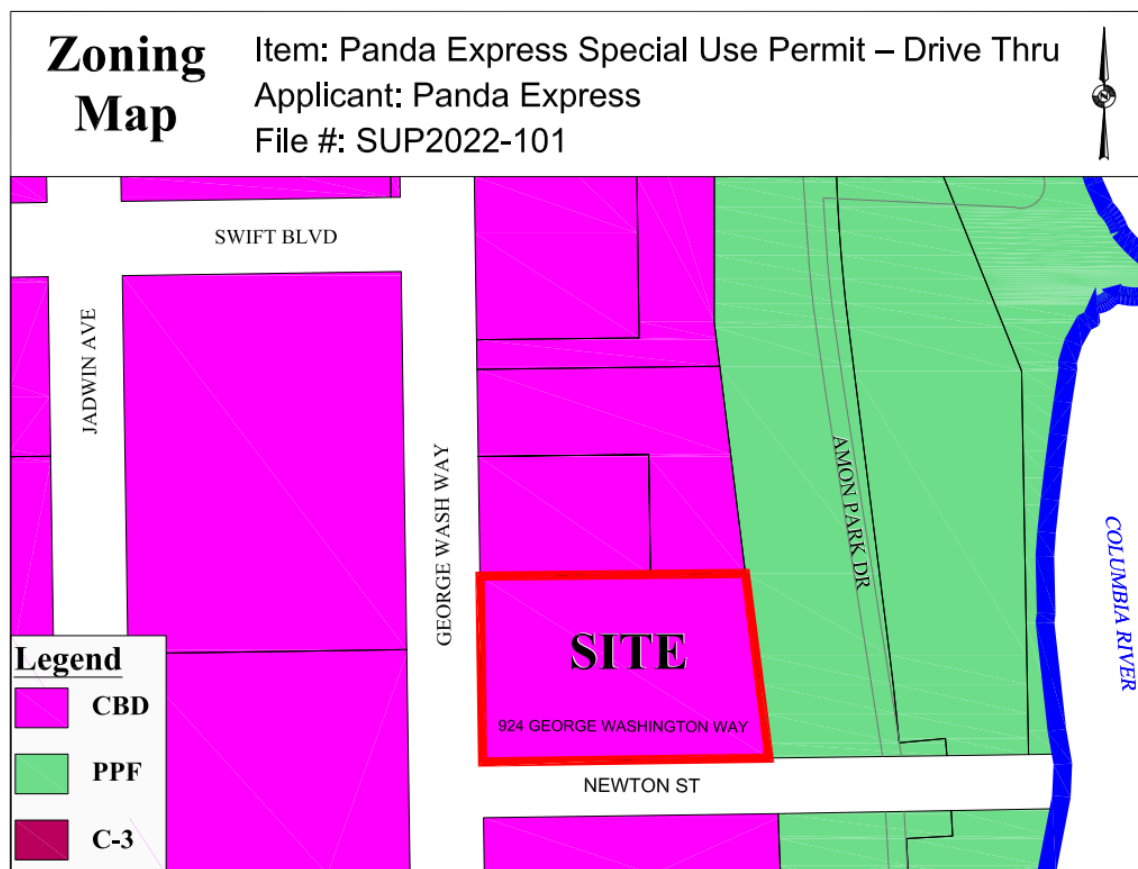 Zoning
Map
Item: Panda Express Special Use Permit – Drive Thru
Applicant: Panda Express
File #: SUP2022-101
N
SWIFT BLVD
JADWIN AVE
GEORGE WASH WAY
AMON PARK DR
COLUMBIA RIVER
SITE
924 GEORGE WASHINGTON WAY
NEWTON ST
Legend
CBD
PPF
C-3